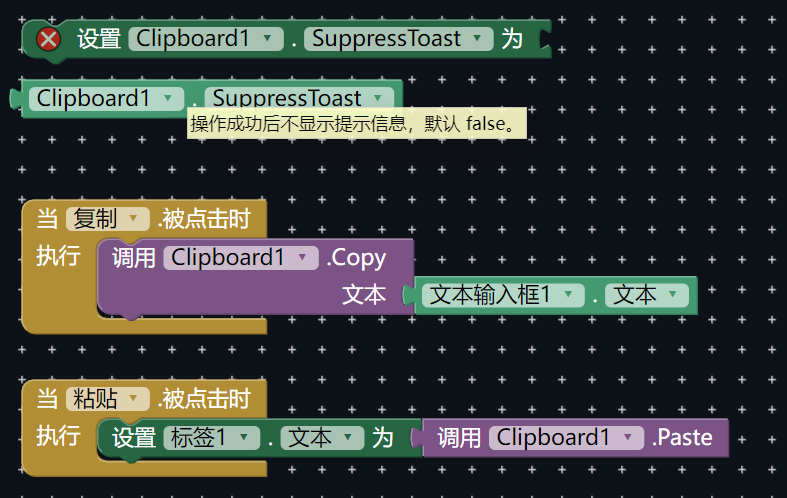 设置 Clipboard1 . SuppressToast 为
Clipboard1 . SuppressToast
操作成功后不显示提示信息，默认 false。
当 复制 .被点击时
执行 调用 Clipboard1 .Copy
文本 文本输入框1 . 文本
当 粘贴 .被点击时
执行 设置 标签1 . 文本 为 调用 Clipboard1 .Paste